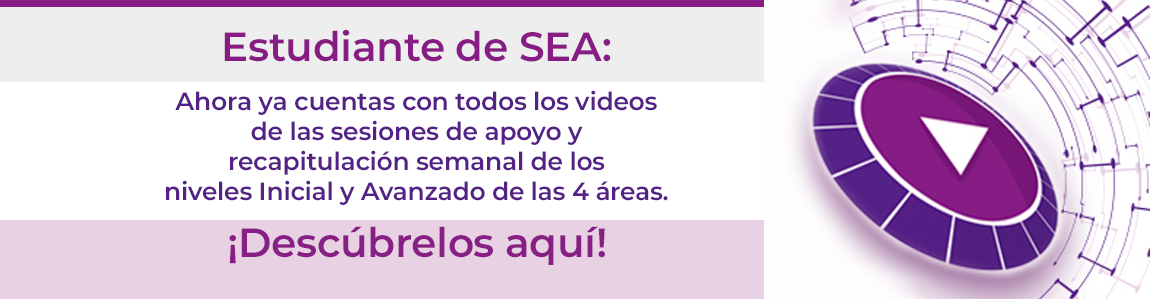 Estudiante de SEA:
Ahora ya cuentas con todos los videos
de las sesiones de apoyo y
recapitulación semanal de los
niveles Inicial y Avanzado de las 4 áreas.
¡Descúbrelos aquí!